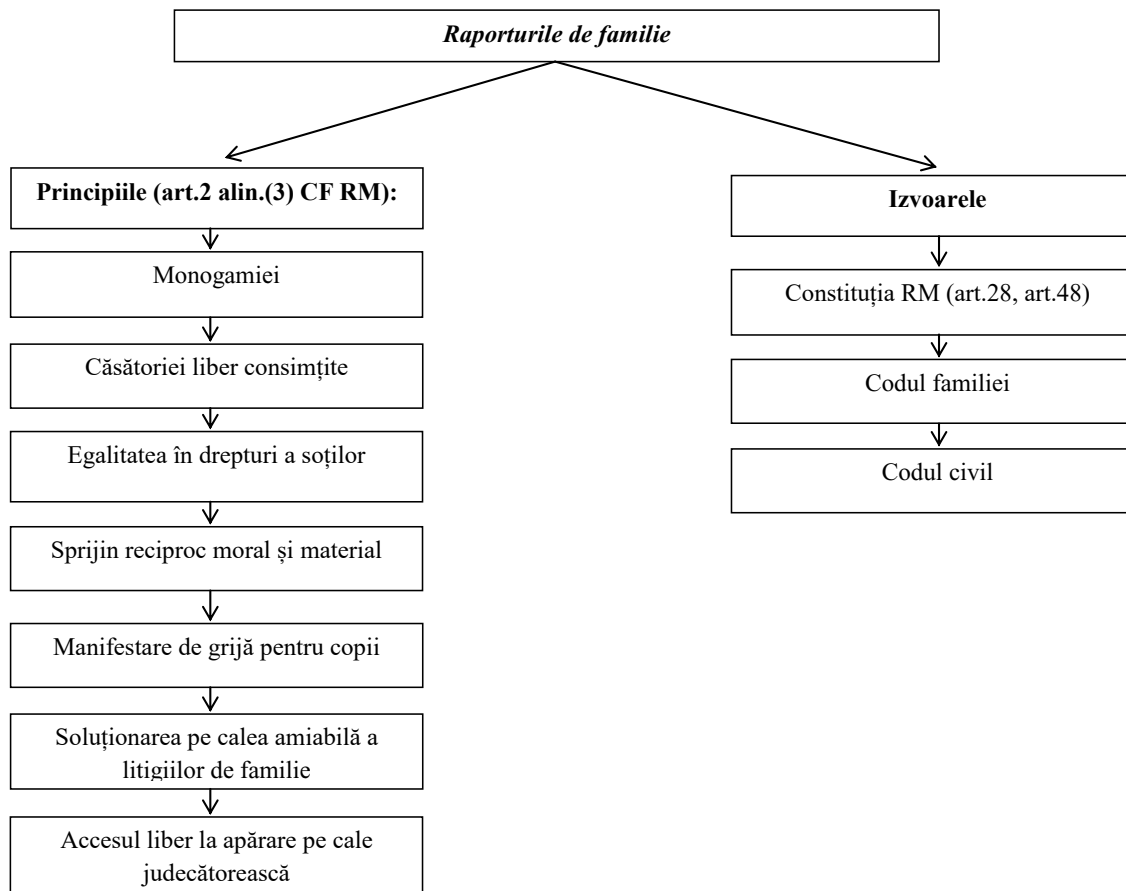 Raporturile de familie
Principiile (art.2 alin.(3) CF RM):
Monogamiei
Căsătoriei liber consimțite
Egalitatea în drepturi a soților
Sprijin reciproc moral și material
Manifestare de grijă pentru copii
Soluționarea pe calea amiabilă a
litigiilor de familie
Accesul liber la apărare pe cale
judecătorească
Izvoarele
Constituția RM (art.28, art.48)
Codul familiei
Codul civil